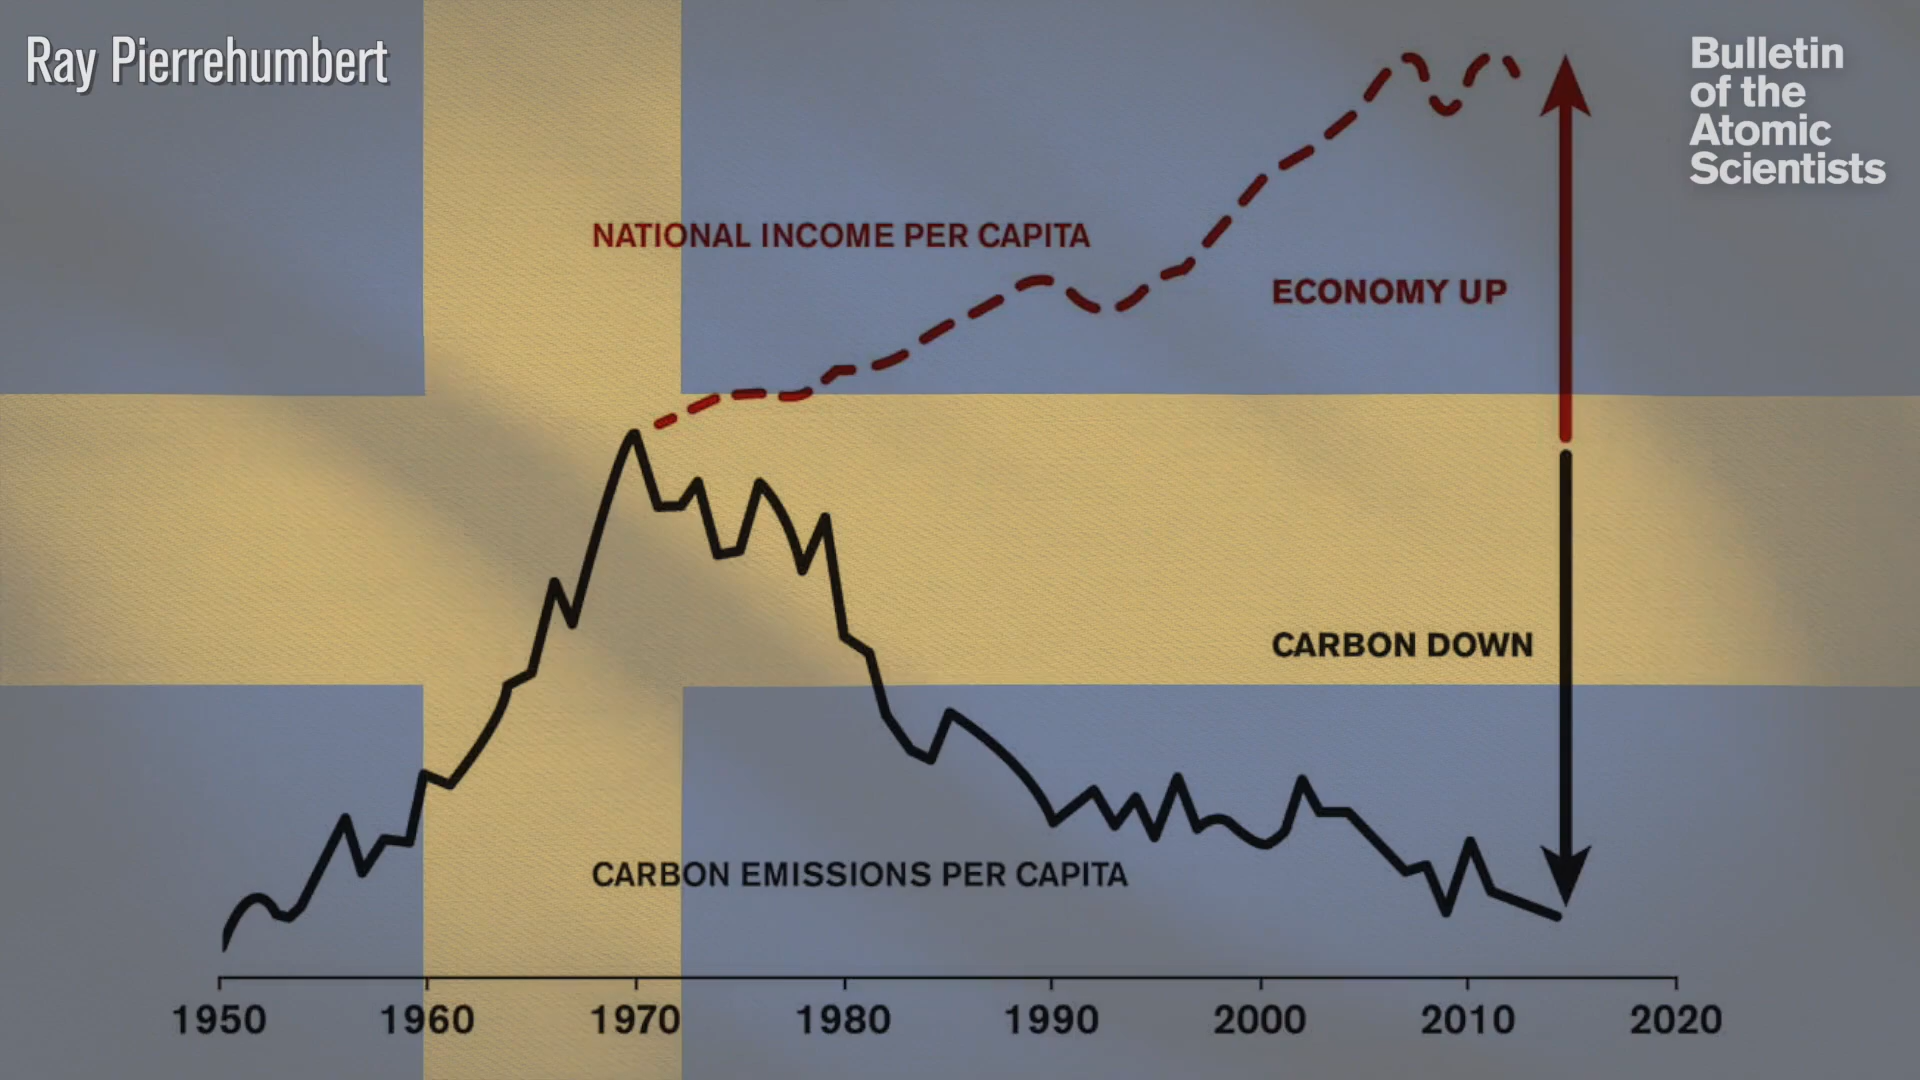 Ray Pierrehumbert
Bulletin
of the
Atomic
Scientists
NATIONAL INCOME PER CAPITA
ECONOMY UP
CARBON DOWN
CARBON EMISSIONS PER CAPITA
1950 1960 1970 1980 1990 2000 2010 2020